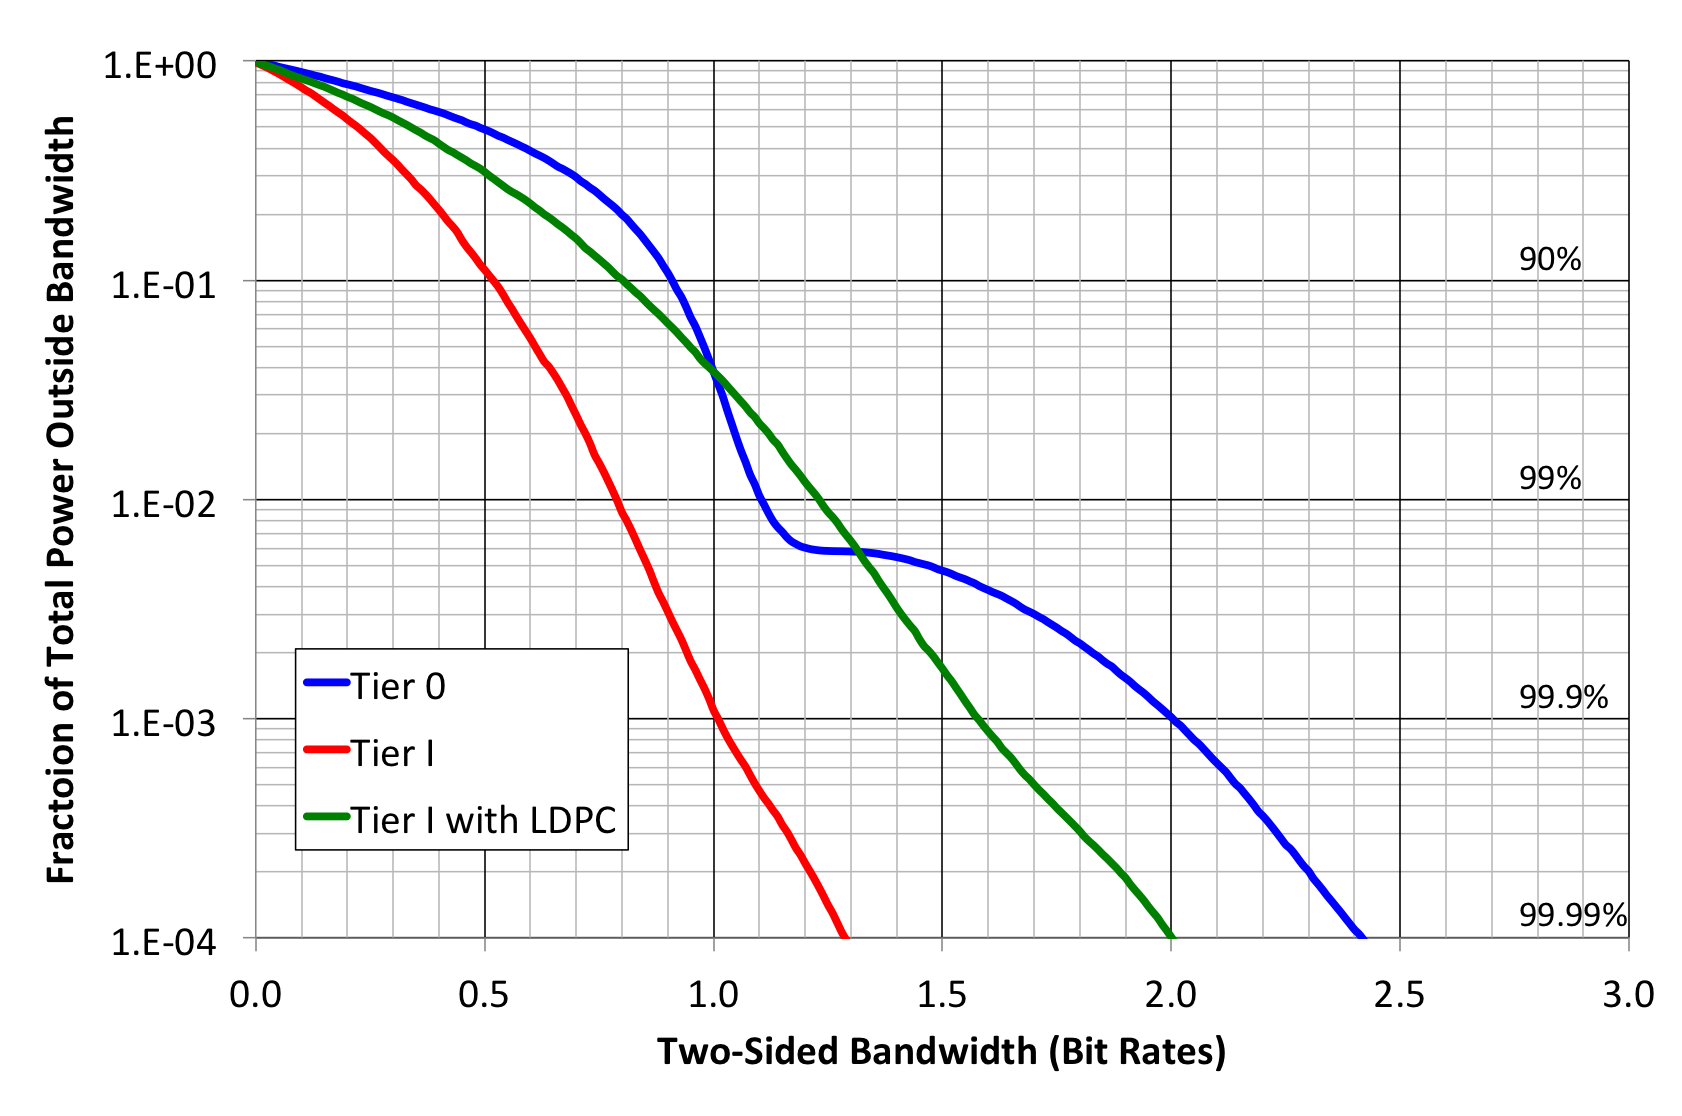 Fractoion of Total Power Outside Bandwidth
1.E+00
1.E-01
1.E-02
1.E-03
1.E-04
90%
99%
99.9%
99.99%
Tier 0
Tier I
Tier I with LDPC
0.0 0.5 1.0 1.5 2.0 2.5 3.0
Two-Sided Bandwidth (Bit Rates)